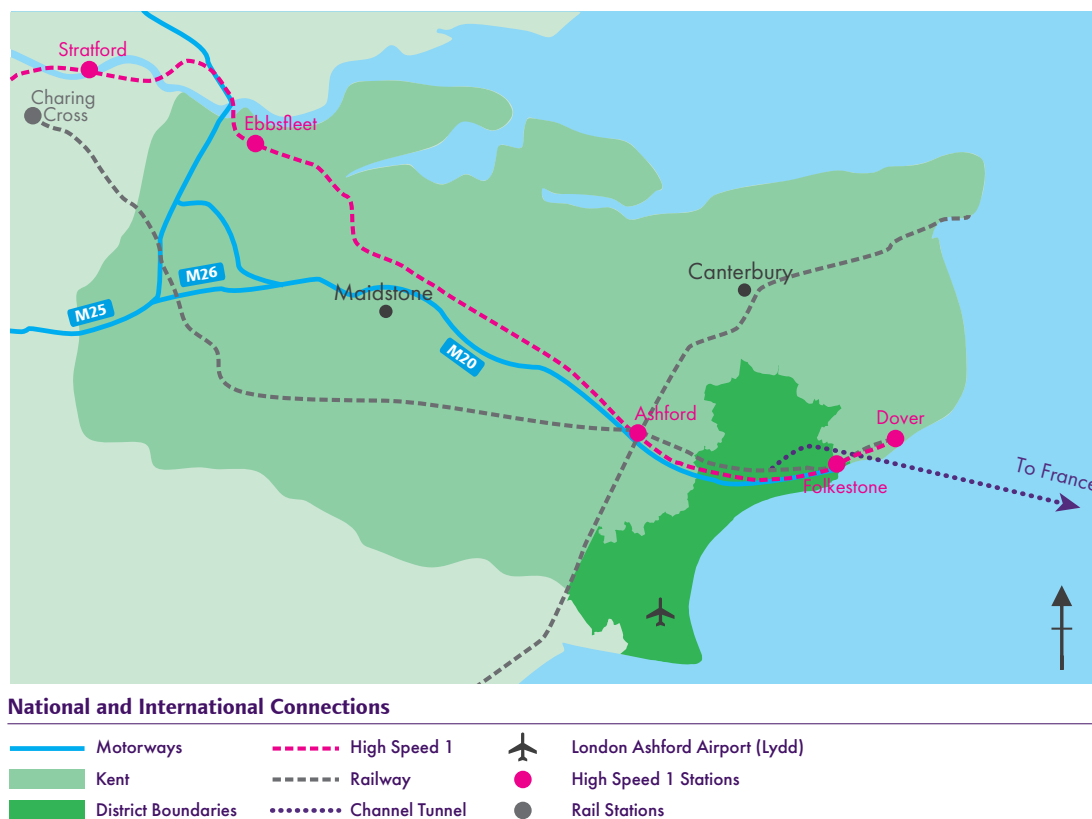 Stratford
Charing
Cross
Ebbsfleet
M26
Canterbury
Maidstone
M25
M20
Ashford
Dover
To France
Folkestone
National and International Connections
Motorways
High Speed 1
London Ashford Airport (Lydd)
Kent
Railway
High Speed 1 Stations
District Boundaries
Channel Tunnel
Rail Stations